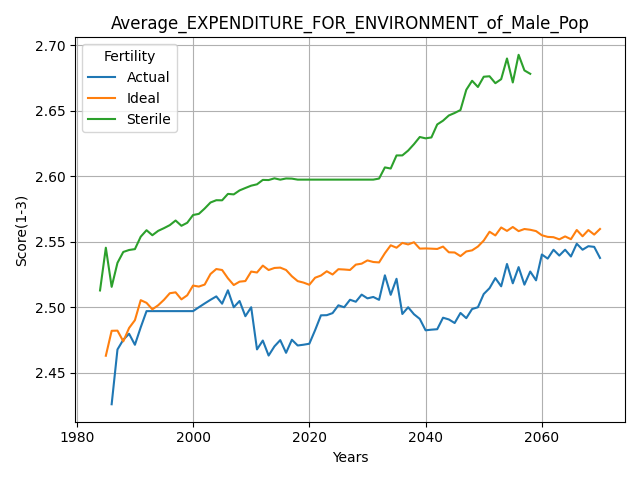 Average_EXPENDITURE_FOR_ENVIRONMENT_of_Male_Pop
Fertility
Actual
Ideal
Sterile
2.70
2.65
2.60
2.55
2.50
2.45
Score(1-3)
1980
2000
2020
2040
2060
Years